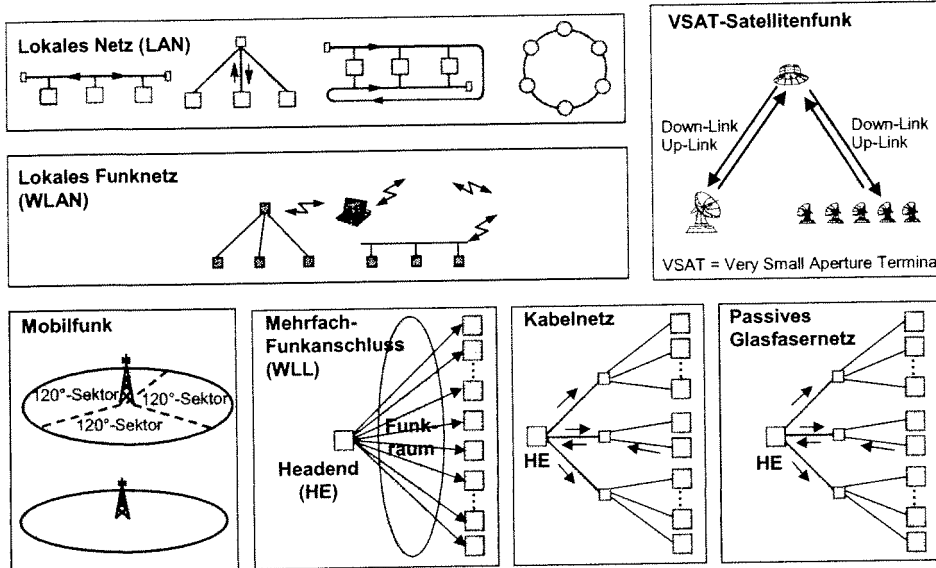 Lokales Netz (LAN)
VSAT-Satellitenfunk
Down-Link
Up-Link
Down-Link
Up-Link
VSAT = Very Small Aperture Termina
Lokales Funknetz
(WLAN)
Mobilfunk
120°-Sektor
120°-Sektor
120°-Sektor
Mehrfach-
Funkanschluss
(WLL)
Funk-
raum
Headend
(HE)
Kabelnetz
HE
Passives
Glasfasernetz
HE